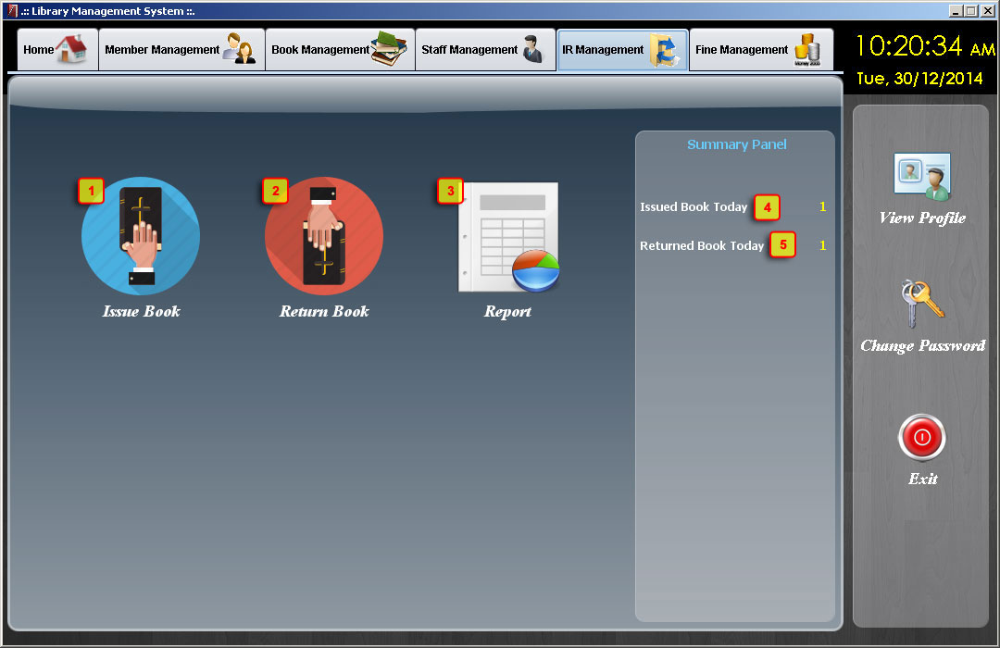 .:: Library Management System ::.
Home
Member Management
Book Management
Staff Management
IR Management
Fine Management
10:20:34 AM
Tue, 30/12/2014
Summary Panel
1
2
3
Issued Book Today 4 1
Returned Book Today 5 1
Issue Book
Return Book
Report
View Profile
Change Password
Exit